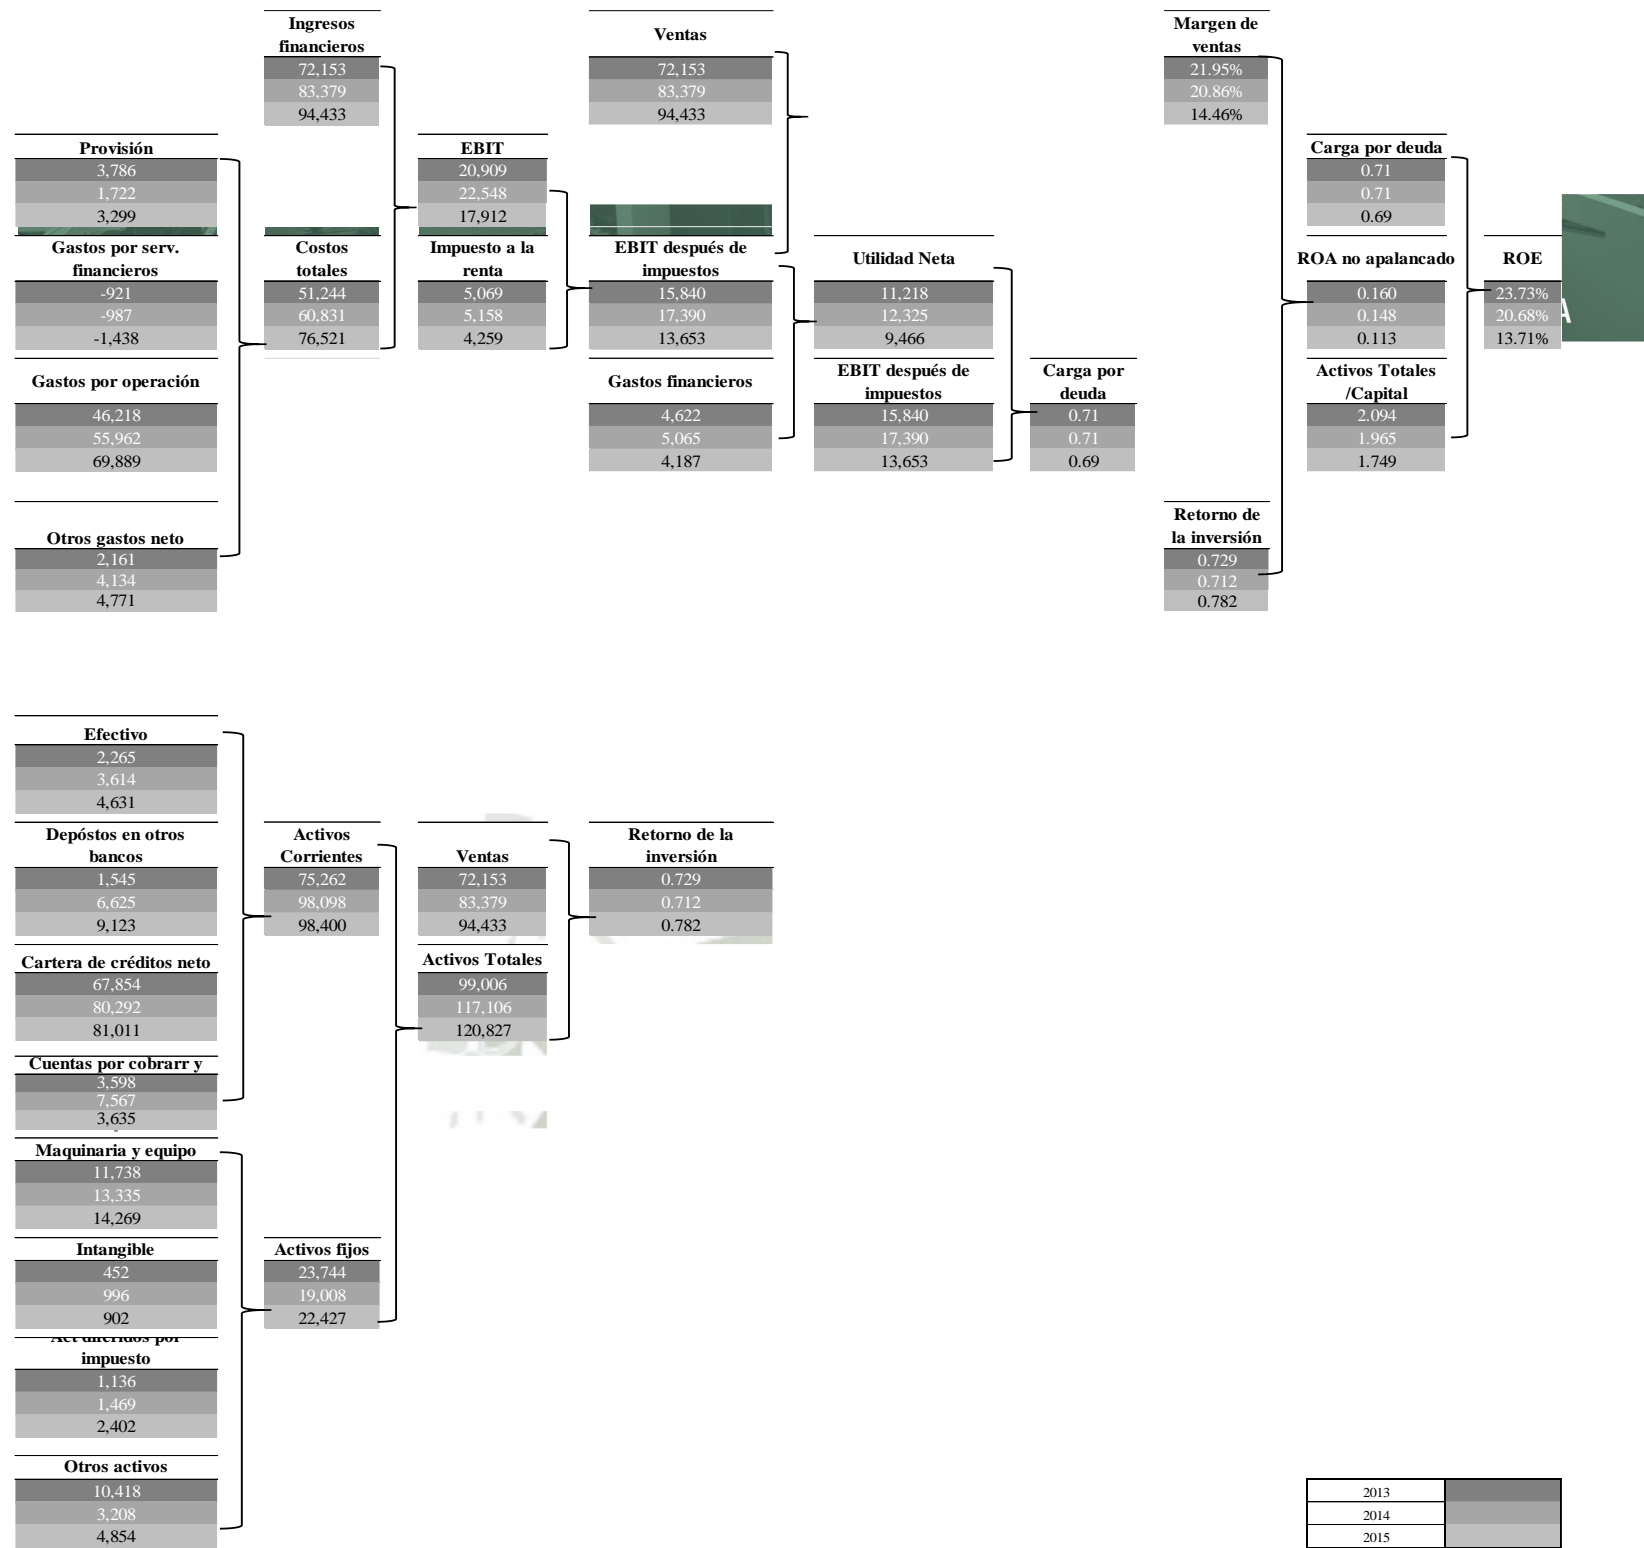 Ingresos
financieros
72,153
83,379
94,433
Ventas
72,153
83,379
94,433
Margen de
ventas
21.95%
20.86%
14.46%
Provisión
3,786
1,722
3,299
EBIT
20,909
22,548
17,912
Carga por deuda
0.71
0.71
0.69
Gastos por serv.
financieros
-921
-987
-1,438
Costos
totales
51,244
60,831
76,521
Impuesto a la
renta
5,069
5,158
4,259
EBIT después de
impuestos
15,840
17,390
13,653
Utilidad Neta
11,218
12,325
9,466
ROA no apalancado
0.160
0.148
0.113
ROE
23.73%
20.68%
13.71%
A
Gastos por operación
46,218
55,962
69,889
Gastos financieros
4,622
5,065
4,187
EBIT después de
impuestos
15,840
17,390
13,653
Carga por
deuda
0.71
0.71
0.69
Activos Totales
/Capital
2.094
1.965
1.749
Otros gastos neto
2,161
4,134
4,771
Retorno de
la inversión
0.729
0.712
0.782
Efectivo
2,265
3,614
4,631
Depóstos en otros
bancos
1,545
6,625
9,123
Activos
Corrientes
75,262
98,098
98,400
Ventas
72,153
83,379
94,433
Retorno de la
inversión
0.729
0.712
0.782
Cartera de créditos neto
67,854
80,292
81,011
Activos Totales
99,006
117,106
120,827
Cuentas por cobrarr y
3,598
7,567
3,635
Maquinaria y equipo
11,738
13,335
14,269
Intangible
452
996
902
Activos fijos
23,744
19,008
22,427
Act diferidos por
impuesto
1,136
1,469
2,402
Otros activos
10,418
3,208
4,854
2013
2014
2015